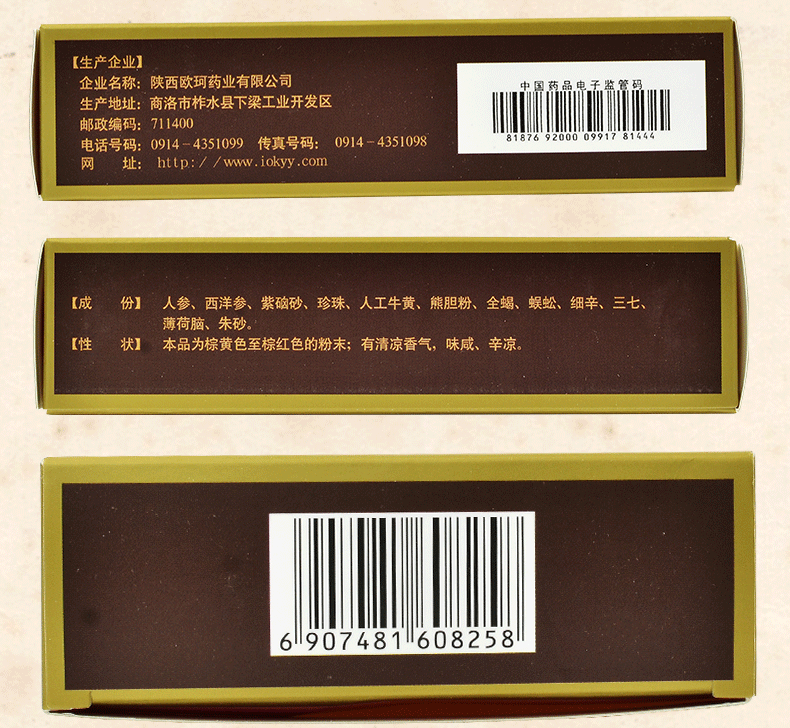 【生产企业】
企业名称：陕西欧珂药业有限公司
生产地址：商洛市柞水县下梁工业开发区
邮政编码：711400
电话号码：0914－4351099 传真号码： 0914－4351098
网 址： http://www.iokyy.com
中国药品电子监管码
81876 92000 09917 81444
【成 份】 人参、西洋参、紫硇砂、珍珠、人工牛黄、熊胆粉、全蝎、蜈蚣、细辛、三七、
薄荷脑、朱砂。
【性 状】 本品为棕黄色至棕红色的粉末；有清凉香气，味咸、辛凉。
6 907481 608258